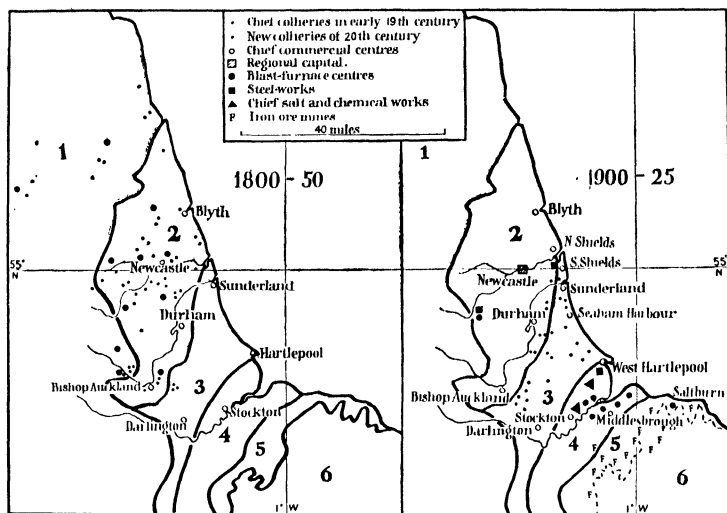 Chief collieries in early 19th century
New collieries of 20th century
Chief commercial centres
Regional capital.
Blast-furnace centres
Steel-works
Chief salt and chemical works
F Iron ore mines
40 miles
1
1800-50
2
Blyth
55°
N
Newcastle
Sunderland
Durham
Hartlepool
Bishop Auckland
3
Stockton
Darlington
4
5
6
1° W
1
1900-25
2
Blyth
N Shields
55°
N
S. Shields
Newcastle
Sunderland
Durham
Seaham Harbour
West Hartlepool
Bishop Auckland
3
Saltburn
Stockton
Middlesbrough
Darlington
4
5
F
F
F
F
F
F
F
F
F
F
F
F
F
6
1° W